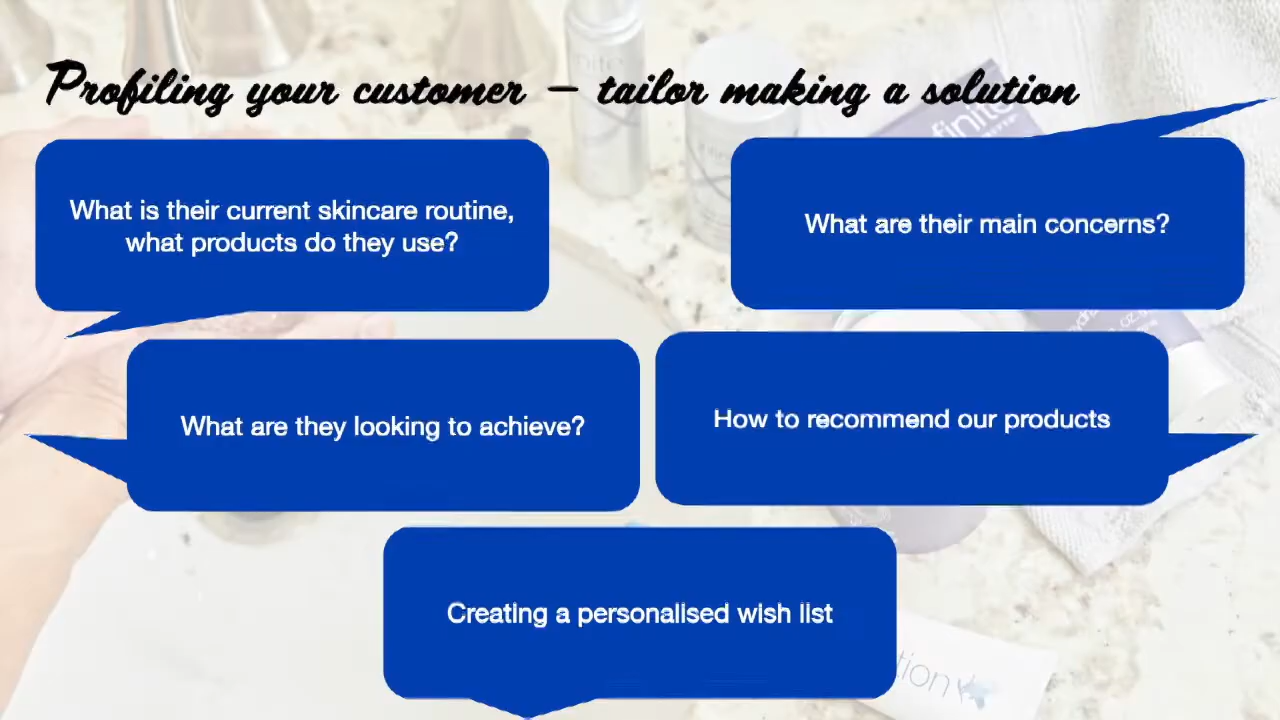 Profiling your customer – tailor making a solution
What is their current skincare routine,
what products do they use?
What are their main concerns?
What are they looking to achieve?
How to recommend our products
Creating a personalised wish list